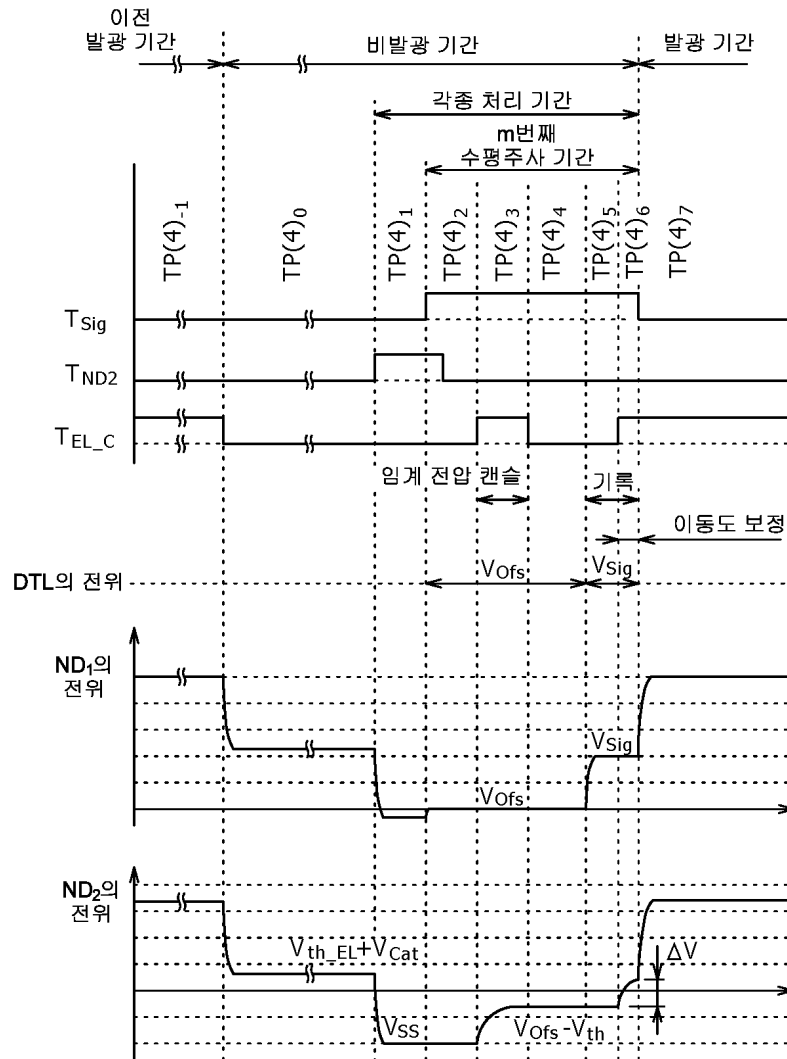 이전
발광 기간
비발광 기간
발광 기간
각종 처리 기간
m번째
수평주사 기간
TP(4)-1
TP(4)0
TP(4)1
TP(4)2
TP(4)3
TP(4)4
TP(4)5
TP(4)6
TP(4)7
TSig
TND2
TEL_C
임계 전압 캔슬
기록
이동도 보정
DTL의 전위
VOfs
VSig
ND1의
전위
VSig
VOfs
ND2의
전위
Vth_EL+VCat
ΔV
VSS
VOfs-Vth